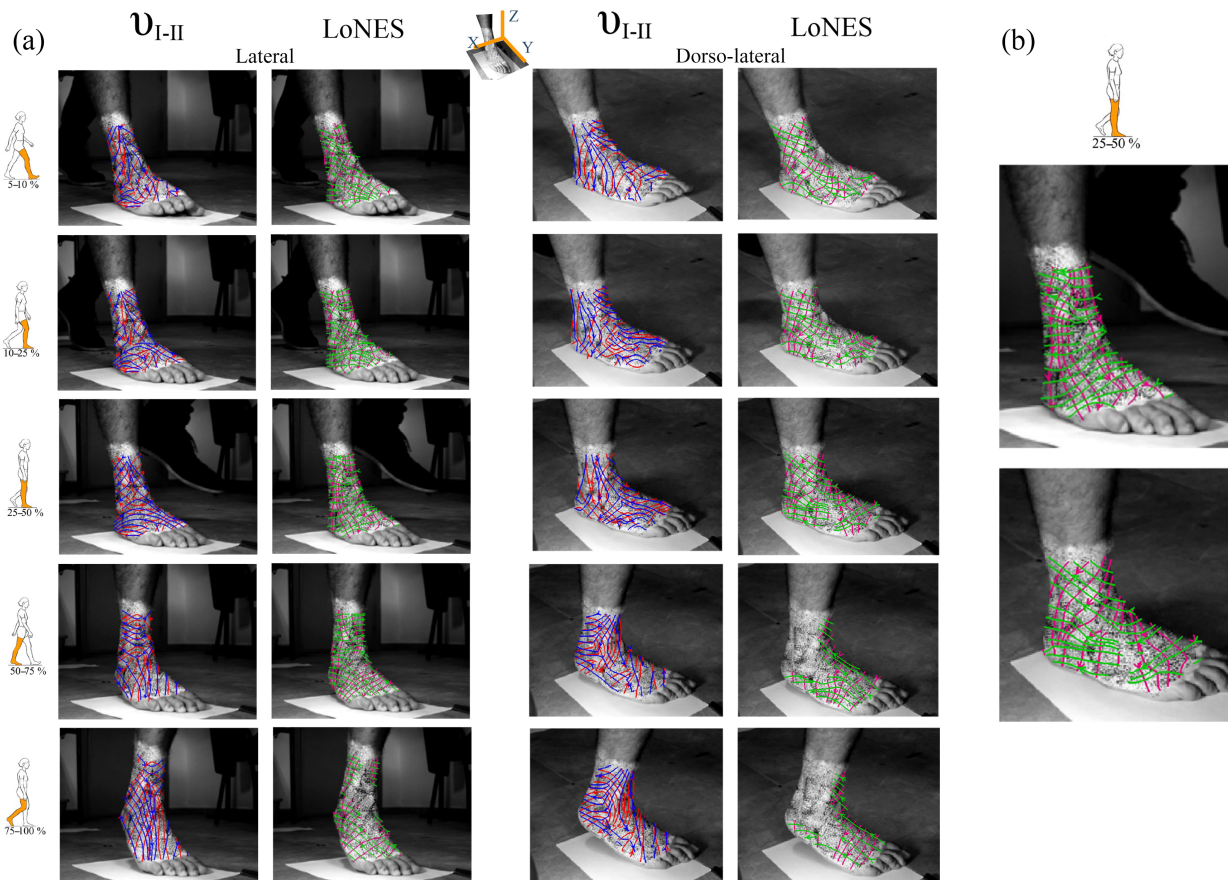 (a)
υI-II
LoNES
Lateral
Z
X
Y
υI-II
LoNES
Dorso-lateral
(b)
5–10 %
10–25 %
25–50 %
50–75 %
75–100 %
25–50 %